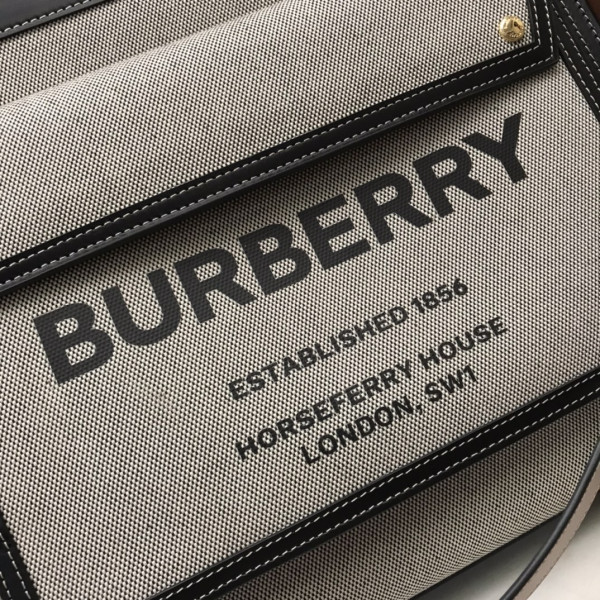 BURBERRY
ESTABLISHED 1856
HORSEFERRY HOUSE
LONDON, SW1